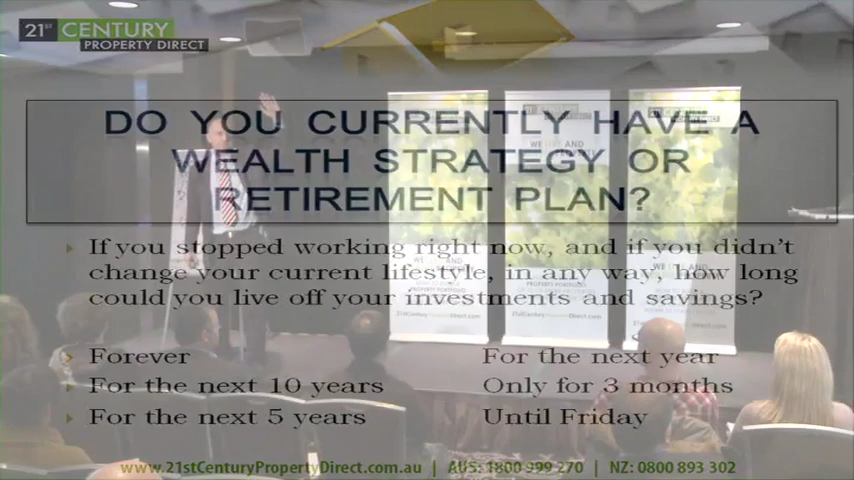 21ST CENTURY
PROPERTY DIRECT
DO YOU CURRENTLY HAVE A
WEALTH STRATEGY OR
RETIREMENT PLAN?
If you stopped working right now, and if you didn't
change your current lifestyle, in any way, how long
could you live off your investments and savings?
Forever
For the next year
For the next 10 years
Only for 3 months
For the next 5 years
Until Friday
www.21stCenturyPropertyDirect.com.au | AUS: 1800 999 270 | NZ: 0800 893 302